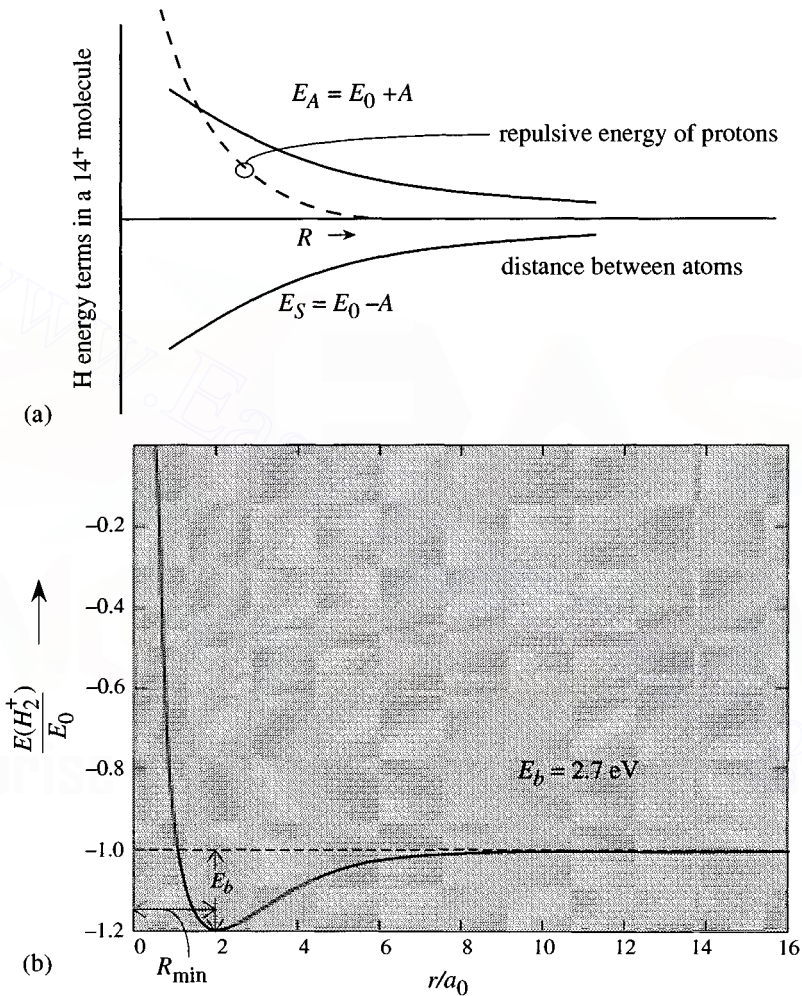 H energy terms in a 14⁺ molecule
E_A = E_0 + A
repulsive energy of protons
R →
distance between atoms
E_S = E_0 – A
(a)
–0.2
–0.4
–0.6
–0.8
–1.0
–1.2
E(H_2^+)
E_0
E_b = 2.7 eV
E_b
0 2 4 6 8 10 12 14 16
R_min
r/a_0
(b)